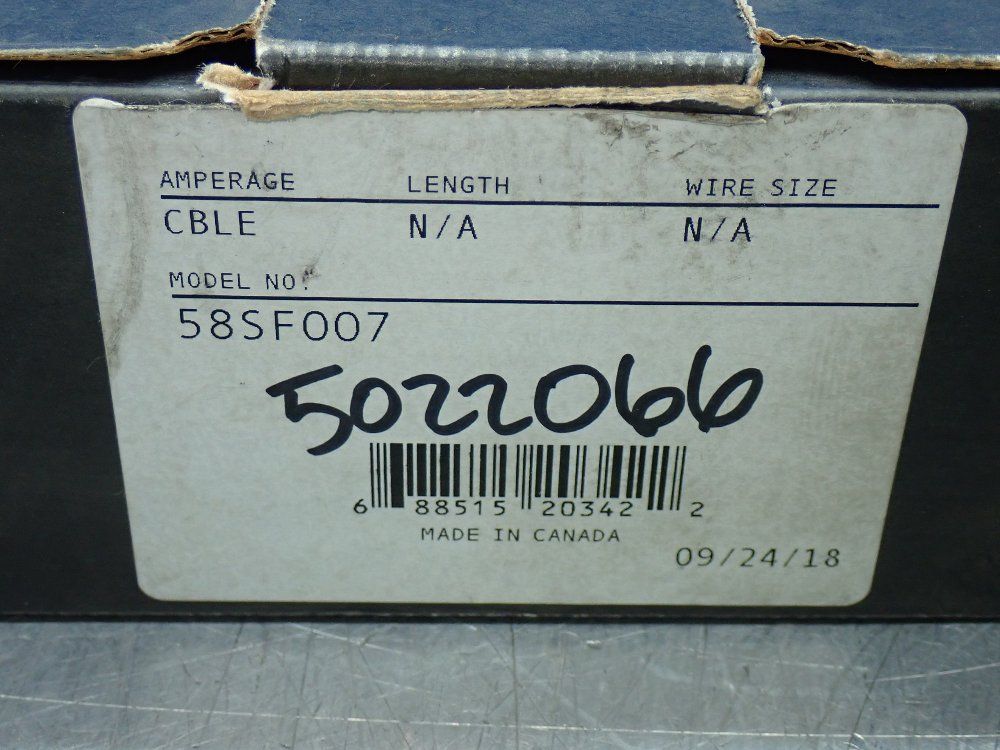 AMPERAGE LENGTH WIRE SIZE
CBLE N/A N/A
MODEL NO.
58SF007
5022066
6 88515 20342 2
MADE IN CANADA
09/24/18